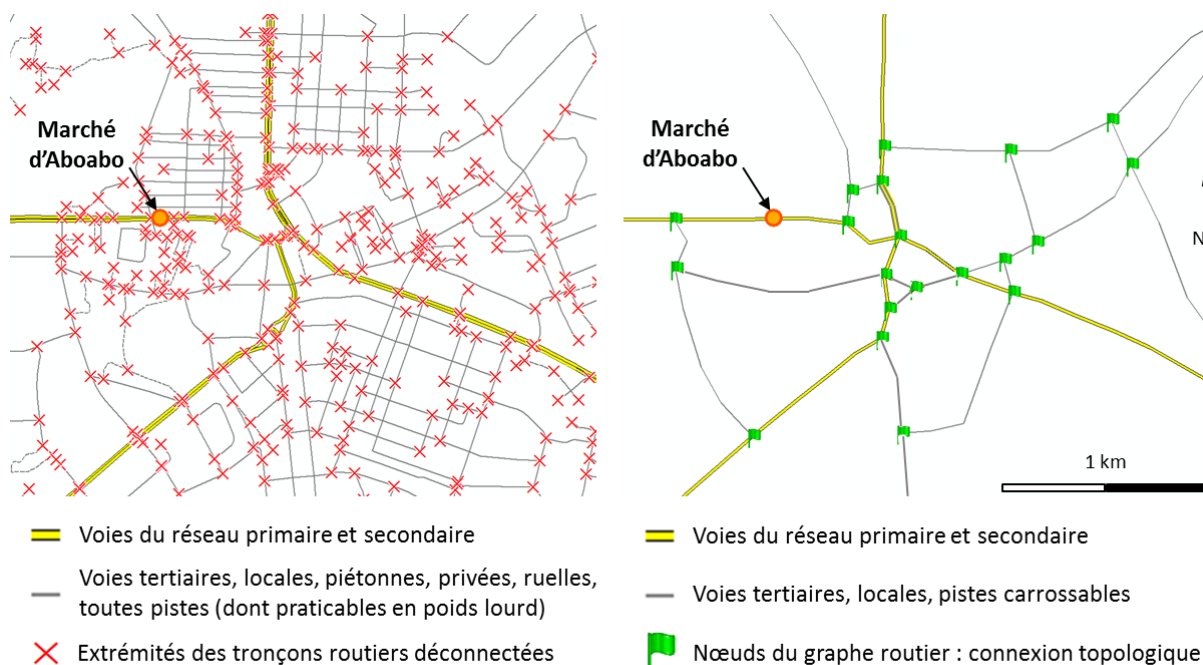 Marché
d'Aboabo
Voies du réseau primaire et secondaire
Voies tertiaires, locales, piétonnes, privées, ruelles,
toutes pistes (dont praticables en poids lourd)
Extrémités des tronçons routiers déconnectées
Marché
d'Aboabo
N
1 km
Voies du réseau primaire et secondaire
Voies tertiaires, locales, pistes carrossables
Nœuds du graphe routier : connexion topologique